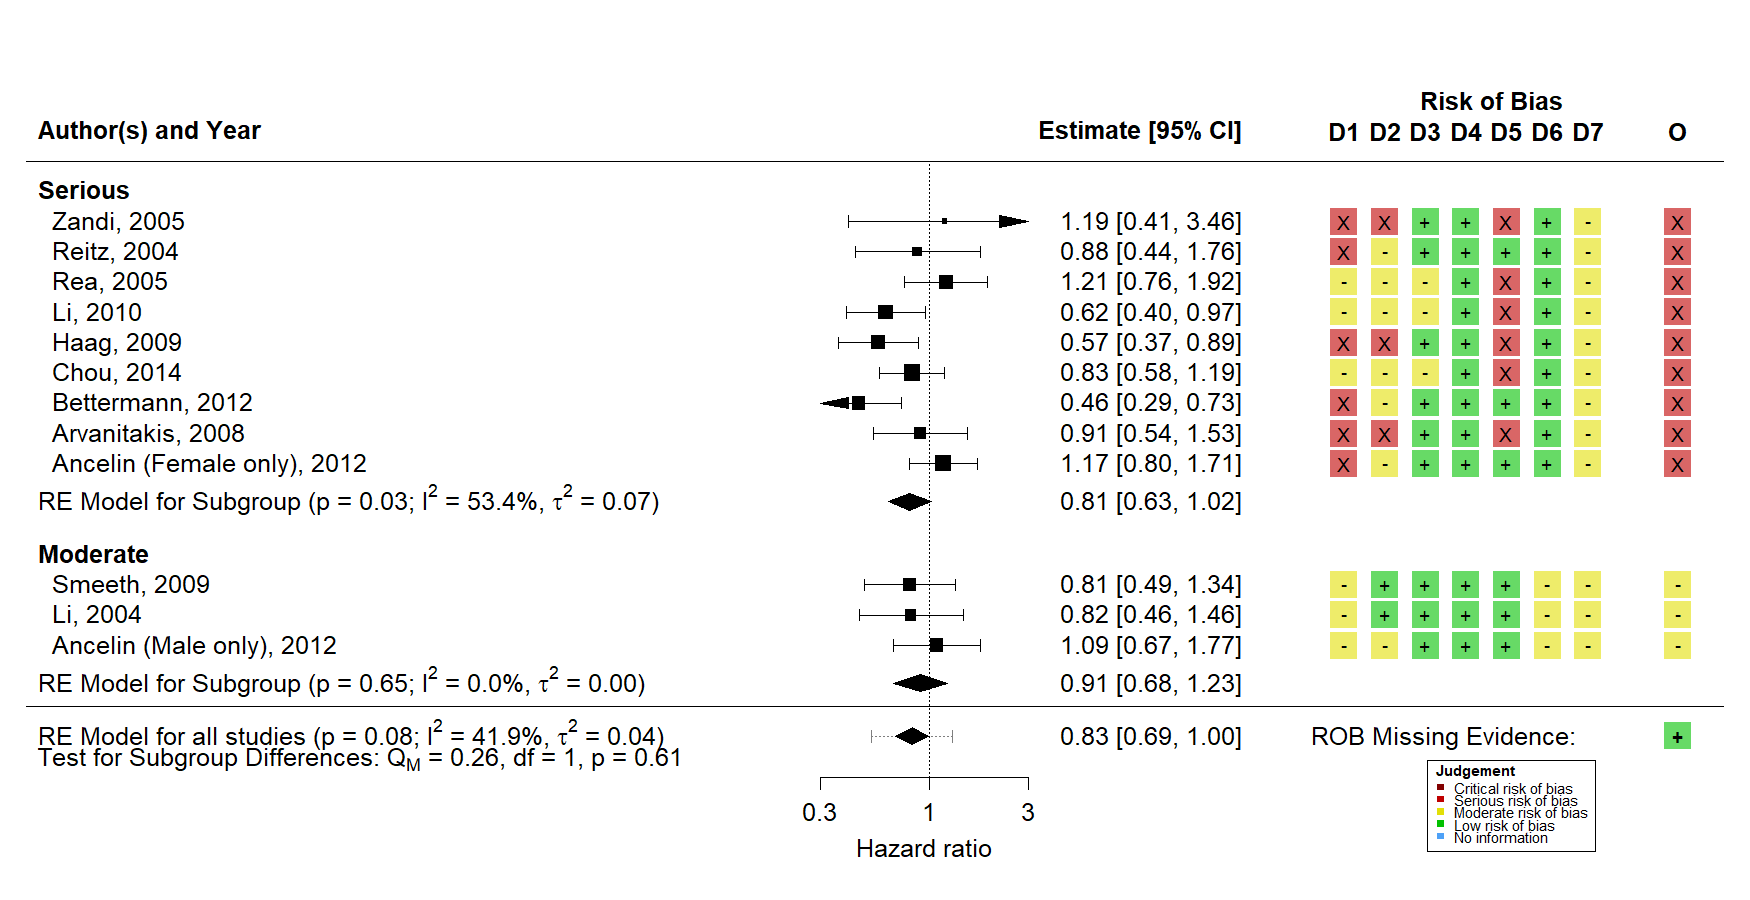 Risk of Bias
Author(s) and Year Estimate [95% CI] D1 D2 D3 D4 D5 D6 D7 O
Serious
Zandi, 2005 1.19 [0.41, 3.46] X X + + X + - X
Reitz, 2004 0.88 [0.44, 1.76] X - + + + + - X
Rea, 2005 1.21 [0.76, 1.92] - - - + X + - X
Li, 2010 0.62 [0.40, 0.97] - - - + X + - X
Haag, 2009 0.57 [0.37, 0.89] X X + + X + - X
Chou, 2014 0.83 [0.58, 1.19] - - - + X + - X
Bettermann, 2012 0.46 [0.29, 0.73] X - + + + + - X
Arvanitakis, 2008 0.91 [0.54, 1.53] X X + + X + - X
Ancelin (Female only), 2012 1.17 [0.80, 1.71] X - + + + + - X
RE Model for Subgroup (p = 0.03; I² = 53.4%, τ² = 0.07) 0.81 [0.63, 1.02]
Moderate
Smeeth, 2009 0.81 [0.49, 1.34] - + + + + - - -
Li, 2004 0.82 [0.46, 1.46] - + + + + - - -
Ancelin (Male only), 2012 1.09 [0.67, 1.77] - - + + + - - -
RE Model for Subgroup (p = 0.65; I² = 0.0%, τ² = 0.00) 0.91 [0.68, 1.23]
RE Model for all studies (p = 0.08; I² = 41.9%, τ² = 0.04) 0.83 [0.69, 1.00] ROB Missing Evidence: +
Test for Subgroup Differences: Q_M = 0.26, df = 1, p = 0.61
0.3 1 3
Hazard ratio
Judgement
Critical risk of bias
Serious risk of bias
Moderate risk of bias
Low risk of bias
No information